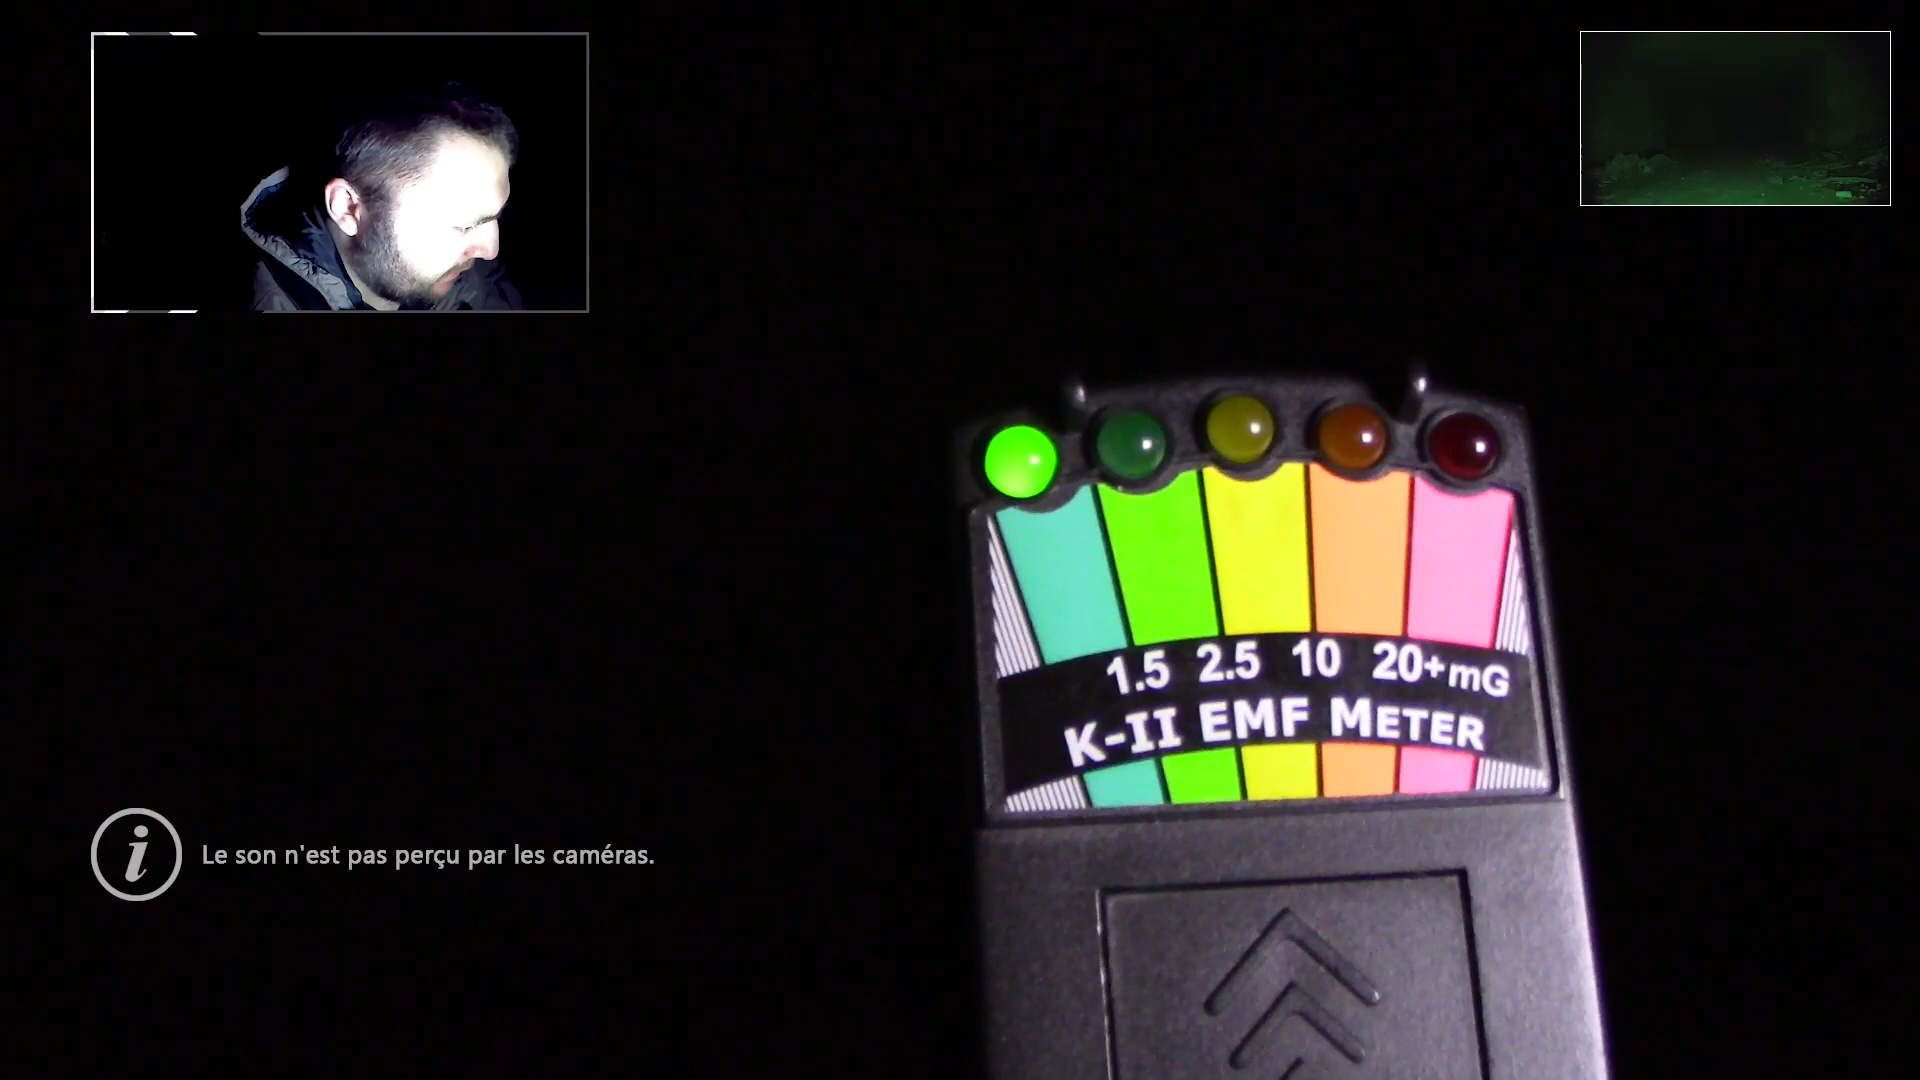 1.5 2.5 10 20+mG
K-II EMF METER
i Le son n'est pas perçu par les caméras.